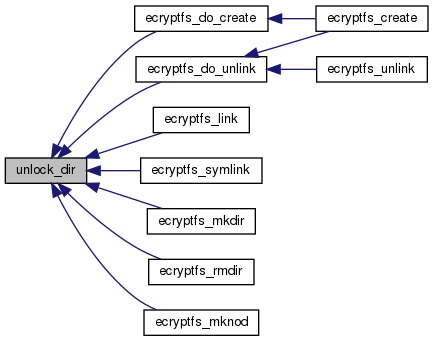 ecryptfs_do_create
ecryptfs_create
ecryptfs_do_unlink
ecryptfs_unlink
ecryptfs_link
unlock_dir
ecryptfs_symlink
ecryptfs_mkdir
ecryptfs_rmdir
ecryptfs_mknod